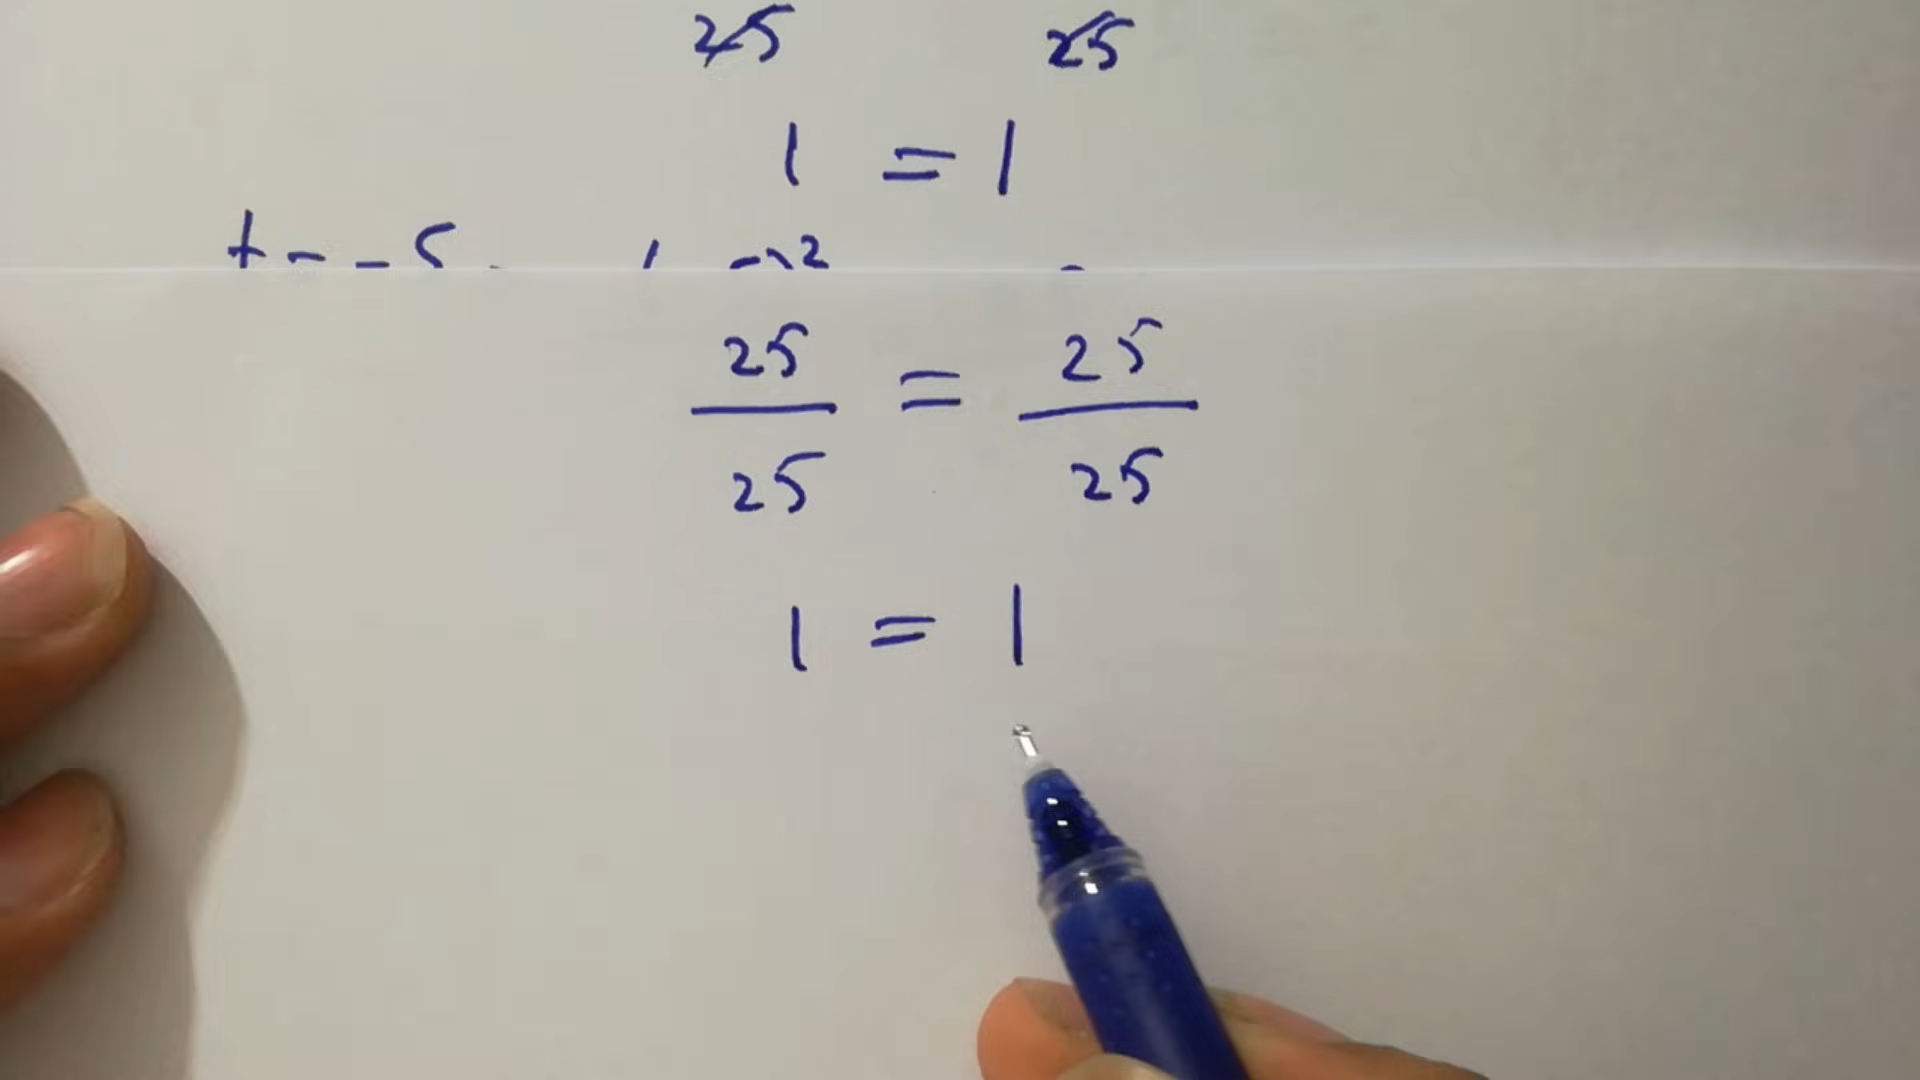 25 25
1 = 1
25/25 = 25/25
1 = 1